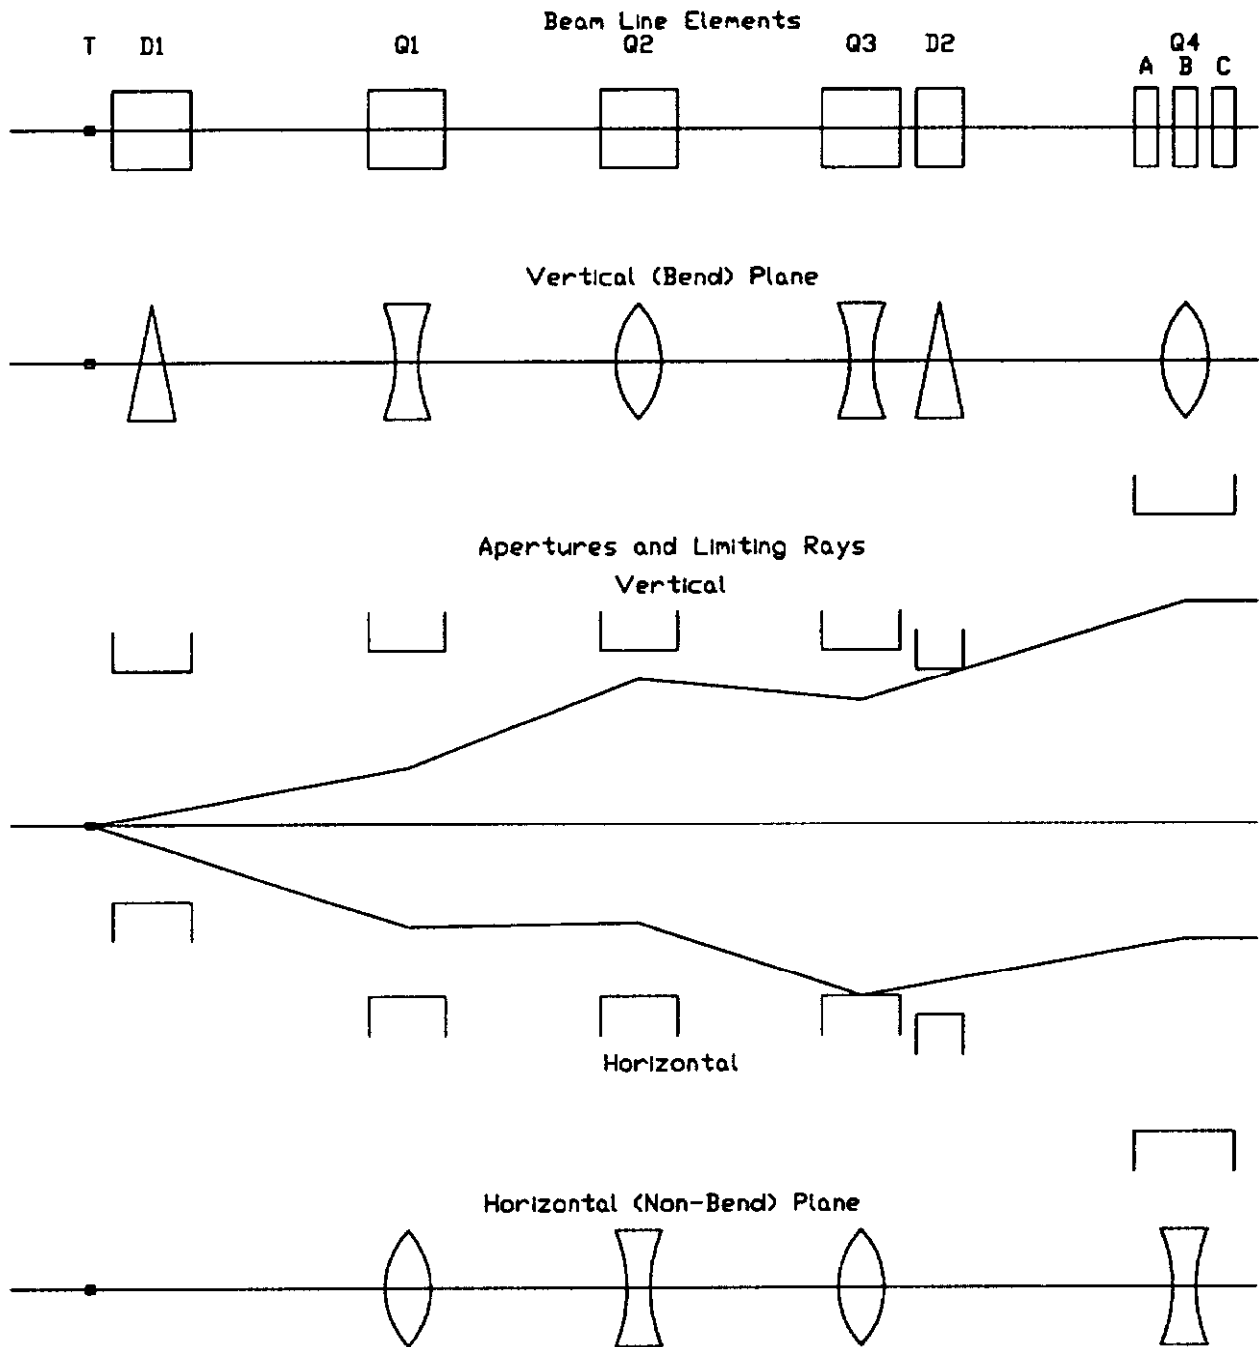 Beam Line Elements
T D1 Q1 Q2 Q3 D2 Q4
A B C
Vertical (Bend) Plane
Apertures and Limiting Rays
Vertical
Horizontal
Horizontal (Non-Bend) Plane